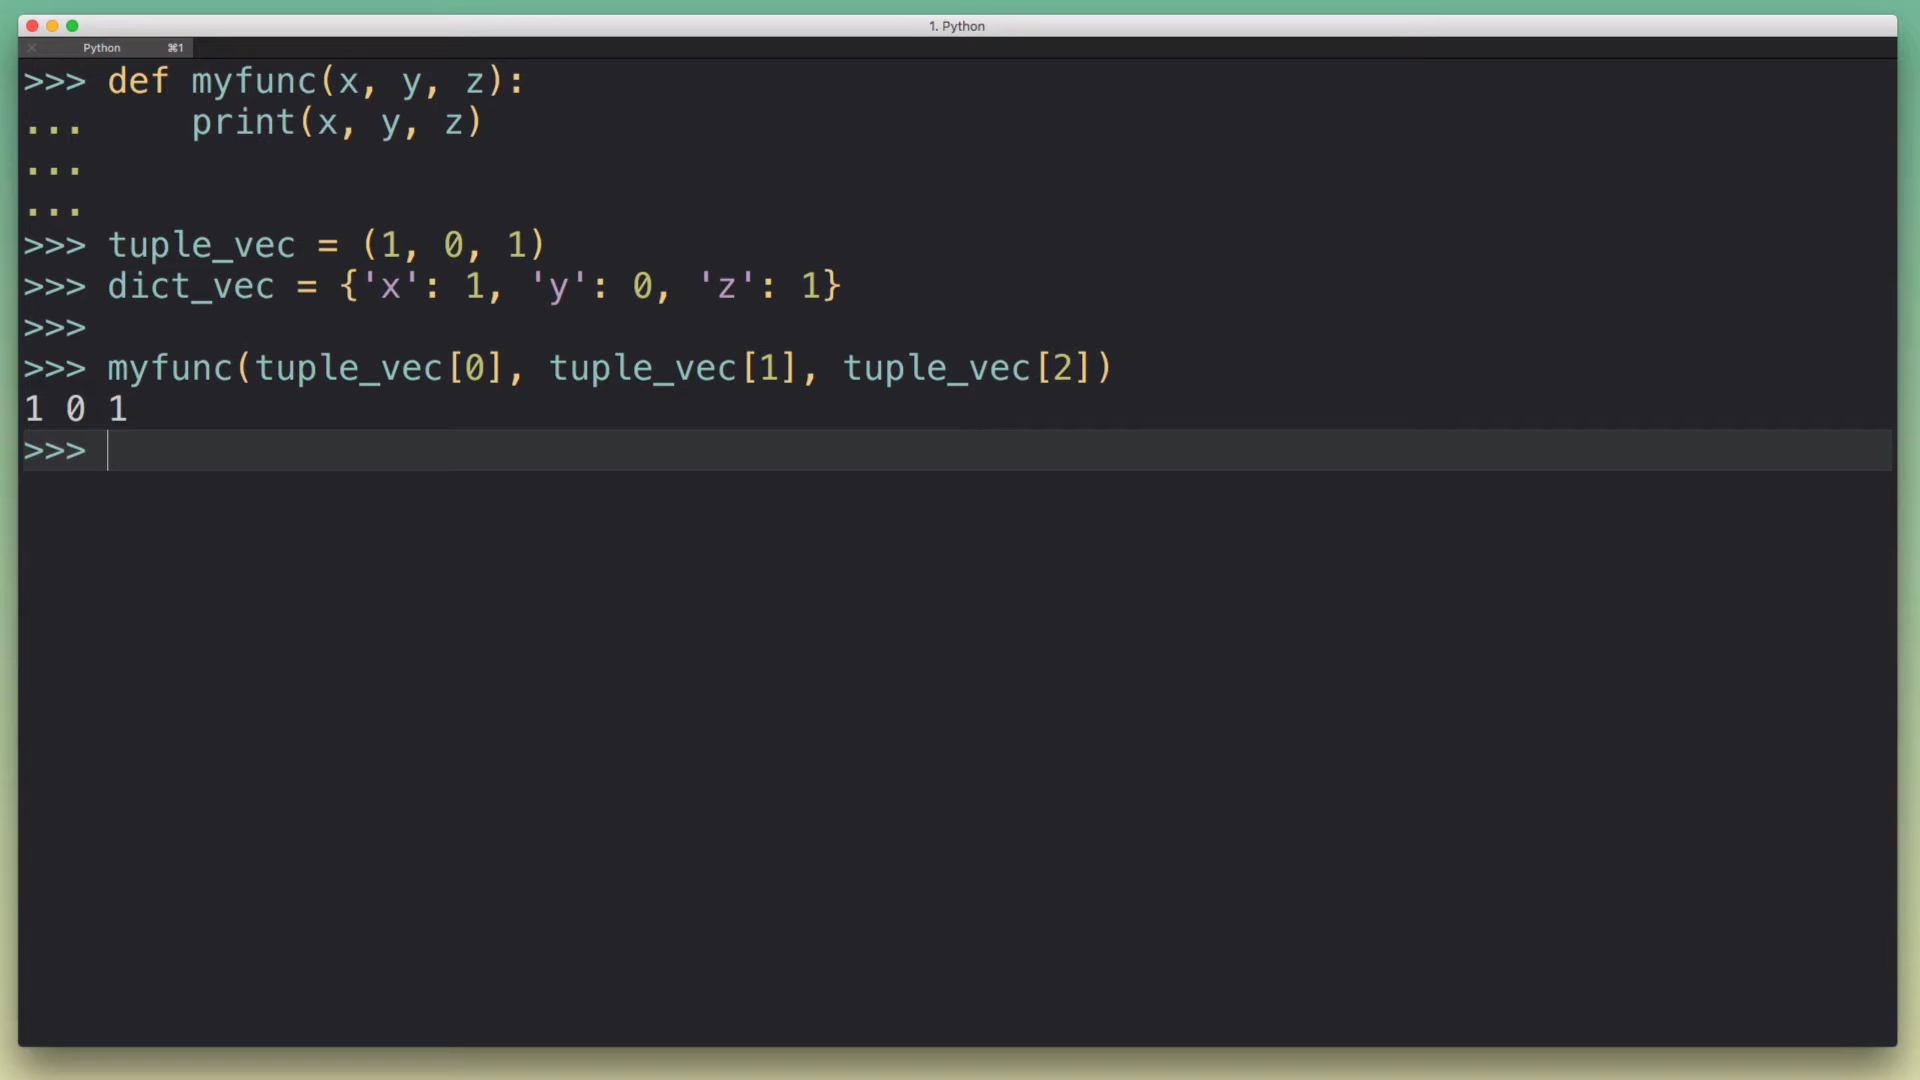 1. Python
Python ⌘1
>>> def myfunc(x, y, z):
...     print(x, y, z)
...
...
>>> tuple_vec = (1, 0, 1)
>>> dict_vec = {'x': 1, 'y': 0, 'z': 1}
>>>
>>> myfunc(tuple_vec[0], tuple_vec[1], tuple_vec[2])
1 0 1
>>>